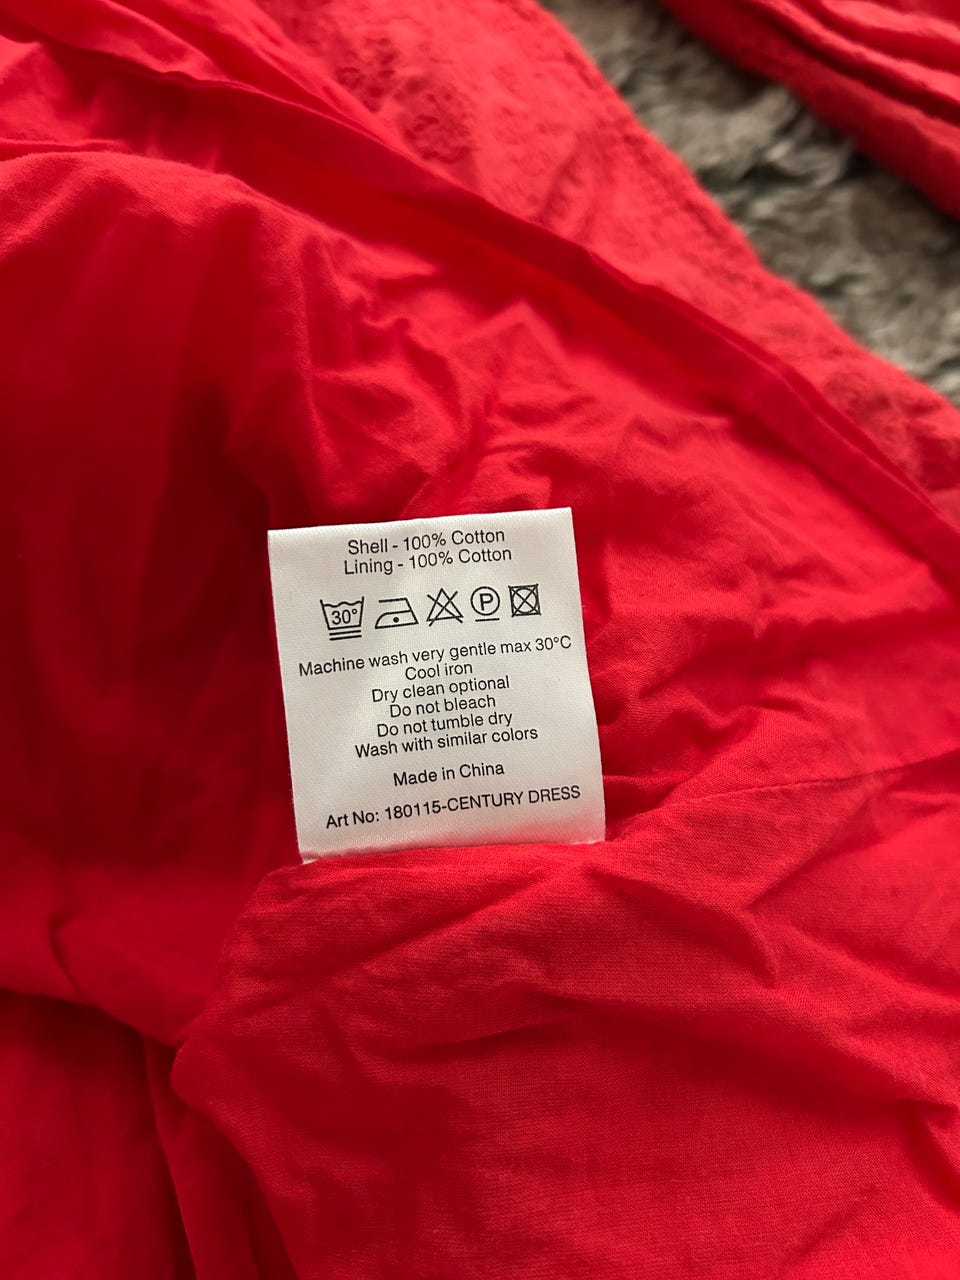 Shell - 100% Cotton
Lining - 100% Cotton
30° P
Machine wash very gentle max 30°C
Cool iron
Dry clean optional
Do not bleach
Do not tumble dry
Wash with similar colors
Made in China
Art No: 180115-CENTURY DRESS